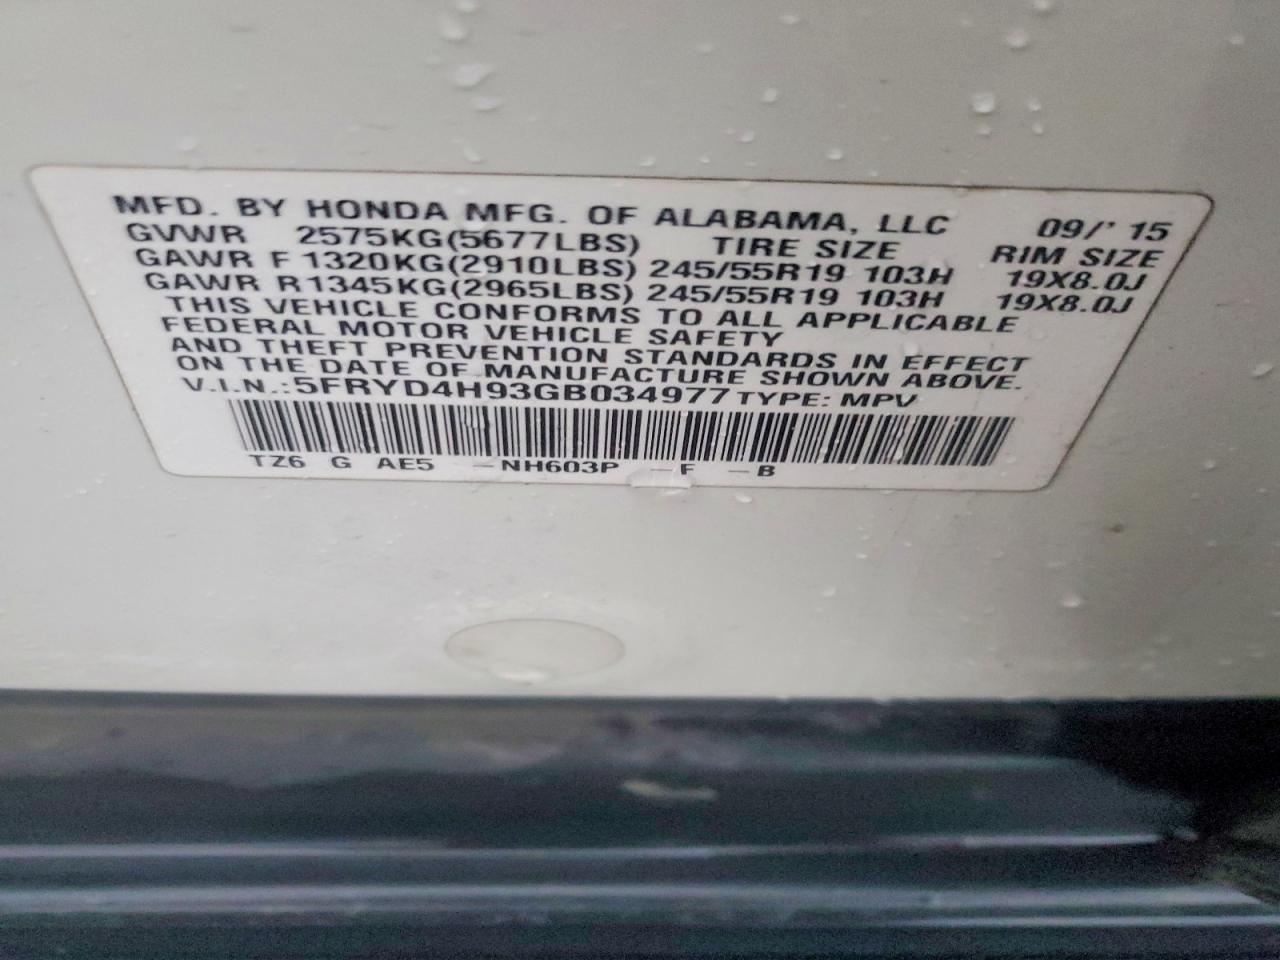 MFD. BY HONDA MFG. OF ALABAMA, LLC 09/' 15
GVWR 2575KG(5677LBS) TIRE SIZE RIM SIZE
GAWR F 1320KG(2910LBS) 245/55R19 103H 19X8.0J
GAWR R 1345KG(2965LBS) 245/55R19 103H 19X8.0J
THIS VEHICLE CONFORMS TO ALL APPLICABLE
FEDERAL MOTOR VEHICLE SAFETY
AND THEFT PREVENTION STANDARDS IN EFFECT
ON THE DATE OF MANUFACTURE SHOWN ABOVE.
V.I.N.: 5FRYD4H93GB034977 TYPE: MPV
TZ6 G AE5 -NH603P -F -B